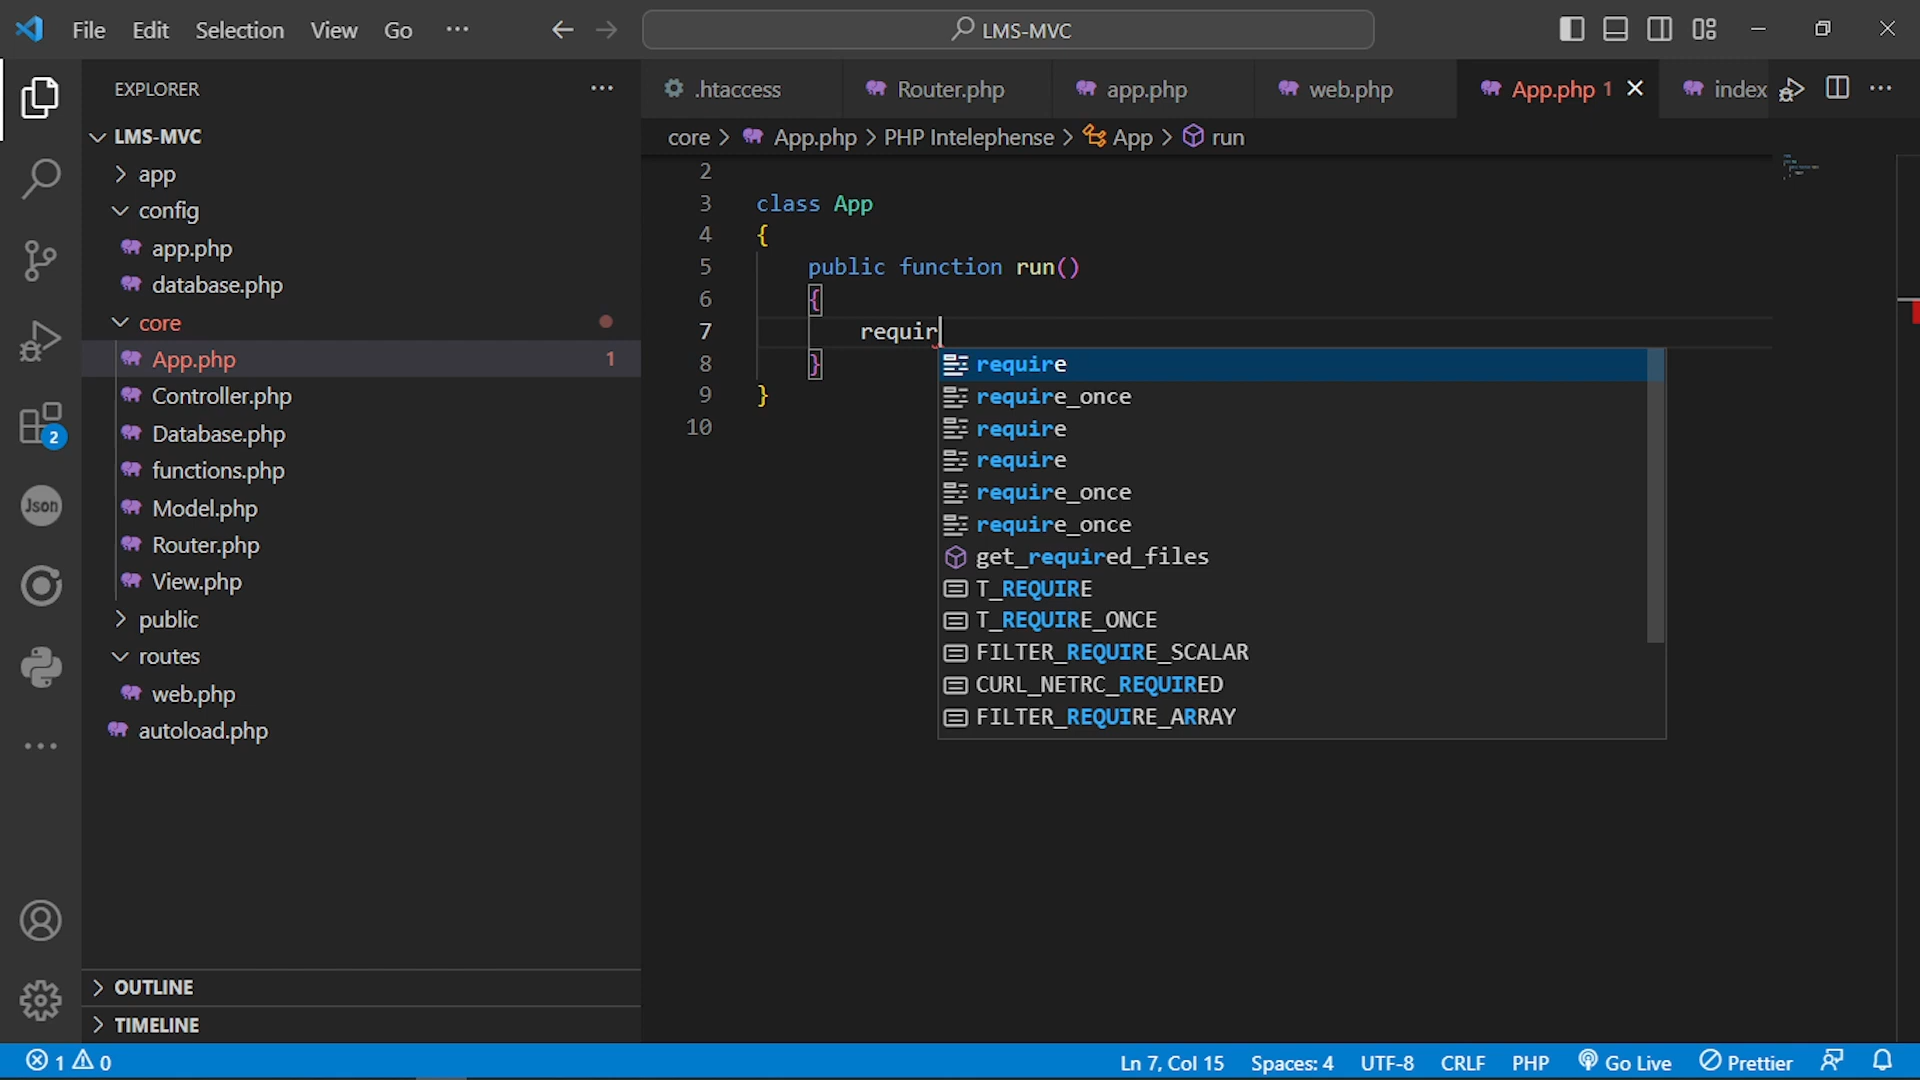 File Edit Selection View Go ···
LMS-MVC
EXPLORER
LMS-MVC
app
config
app.php
database.php
core
App.php 1
Controller.php
Database.php
functions.php
Model.php
Router.php
View.php
public
routes
web.php
autoload.php
OUTLINE
TIMELINE
2
Json
.htaccess Router.php app.php web.php App.php 1 index
core > App.php > PHP Intelephense > App > run
2
3 class App
4 {
5 public function run()
6 {
7 requir
8 }
9 }
10
require
require_once
require
require
require_once
require_once
get_required_files
T_REQUIRE
T_REQUIRE_ONCE
FILTER_REQUIRE_SCALAR
CURL_NETRC_REQUIRED
FILTER_REQUIRE_ARRAY
1 0 Ln 7, Col 15 Spaces: 4 UTF-8 CRLF PHP Go Live Prettier